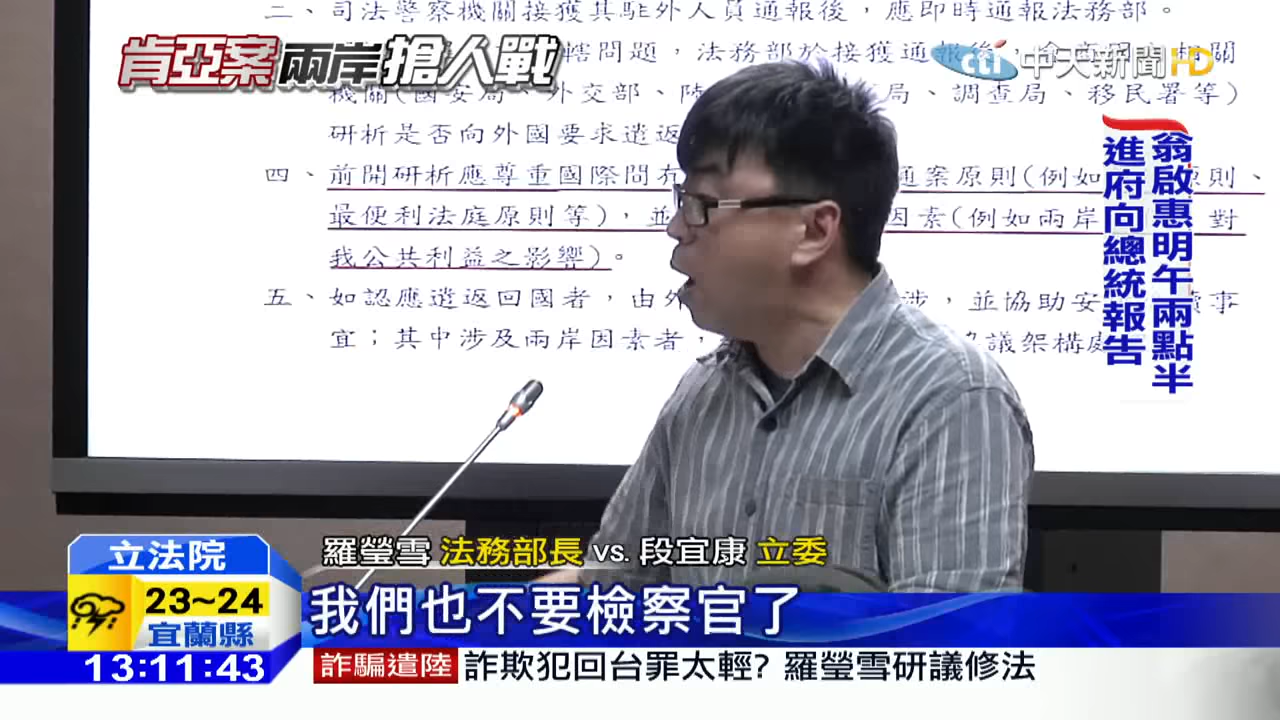 二、司法警察機關接獲其駐外人員通報後，應即時通報法務部。
肯亞案 兩岸搶人戰
轄問題，法務部於接獲通報後，
機關(國安局、外交部、陸 局、調查局、移民署等)
研析是否向外國要求遣返
四、前開研析應尊重國際間有 通案原則(例如 原則、
最便利法庭原則等)，並 因素(例如兩岸 對
我公共利益之影響)。
五、如認應遣返回國者，由外 涉，並協助安 事
宜；其中涉及兩岸因素者， 協議架構處
cti 中天新聞HD
翁啟惠明午兩點半
進府向總統報告
羅瑩雪 法務部長 vs. 段宜康 立委
我們也不要檢察官了
立法院
23~24
宜蘭縣
13:11:43
詐騙遣陸 詐欺犯回台罪太輕? 羅瑩雪研議修法